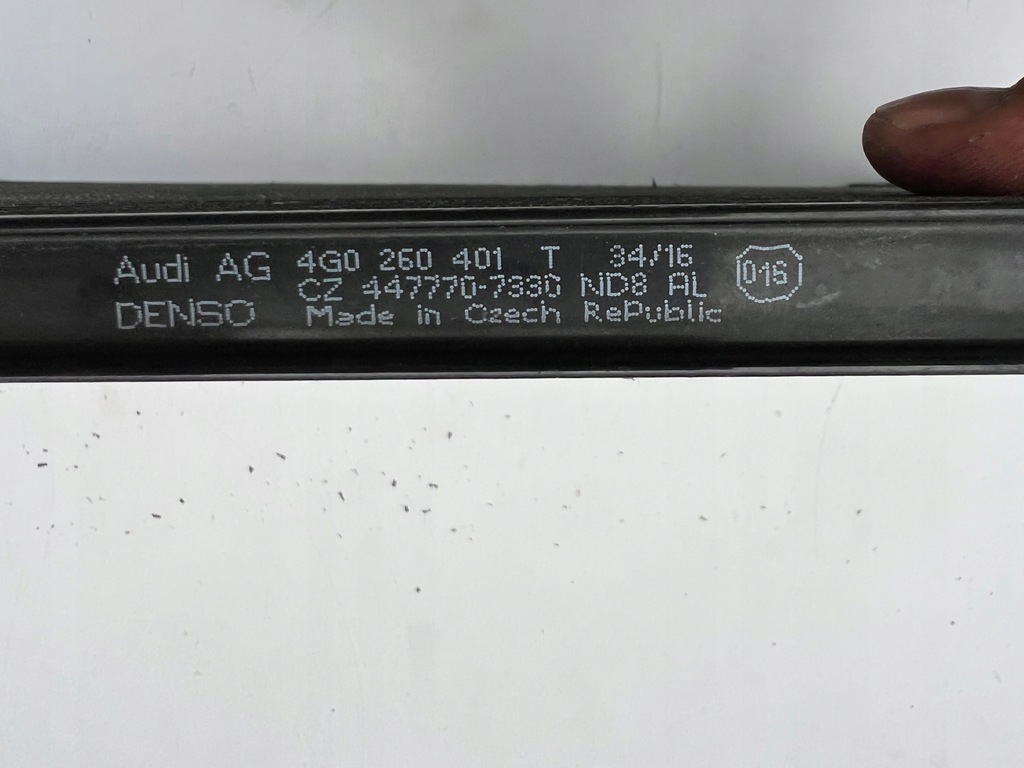 Audi AG 4G0 260 401 T 34/16
CZ 447770-7330 ND8 AL
DENSO Made in Czech RePublic
016